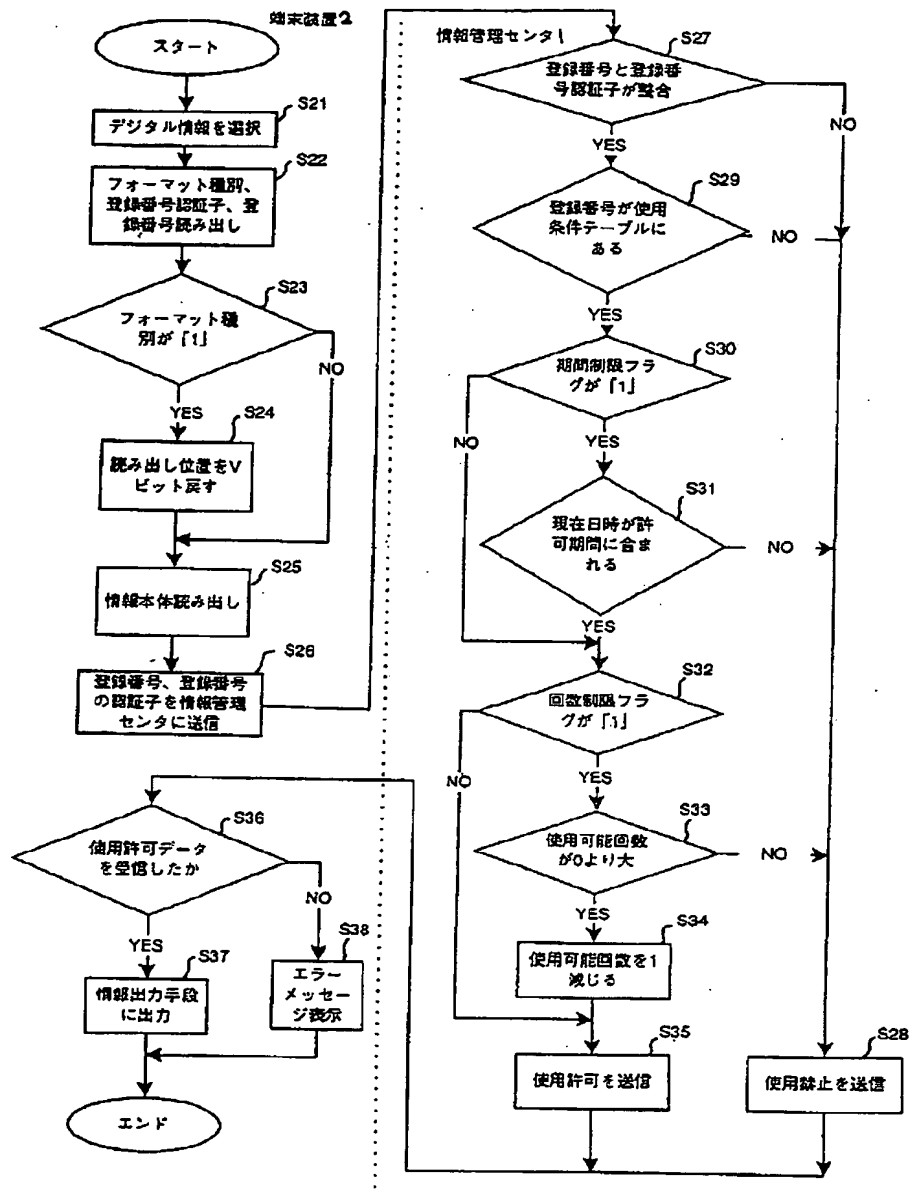 端末装置2
スタート
S21
デジタル情報を選択
S22
フォーマット種別、
登録番号認証子、登
録番号読み出し
S23
フォーマット種
別が「1」
NO
YES
S24
読み出し位置をV
ビット戻す
S25
情報本体読み出し
S26
登録番号、登録番号
の認証子を情報管理
センタに送信
情報管理センタ1
S27
登録番号と登録番
号認証子が整合
NO
YES
S29
登録番号が使用
条件テーブルに
ある
NO
YES
S30
期間制限フラ
グが「1」
NO
YES
S31
現在日時が許
可期間に含ま
れる
NO
YES
S32
回数制限フラ
グが「1」
NO
YES
S33
使用可能回数
が0より大
NO
YES
S34
使用可能回数を1
減じる
S35
使用許可を送信
S28
使用禁止を送信
S36
使用許可データ
を受信したか
NO
YES
S37
情報出力手段
に出力
S38
エラー
メッセー
ジ表示
エンド